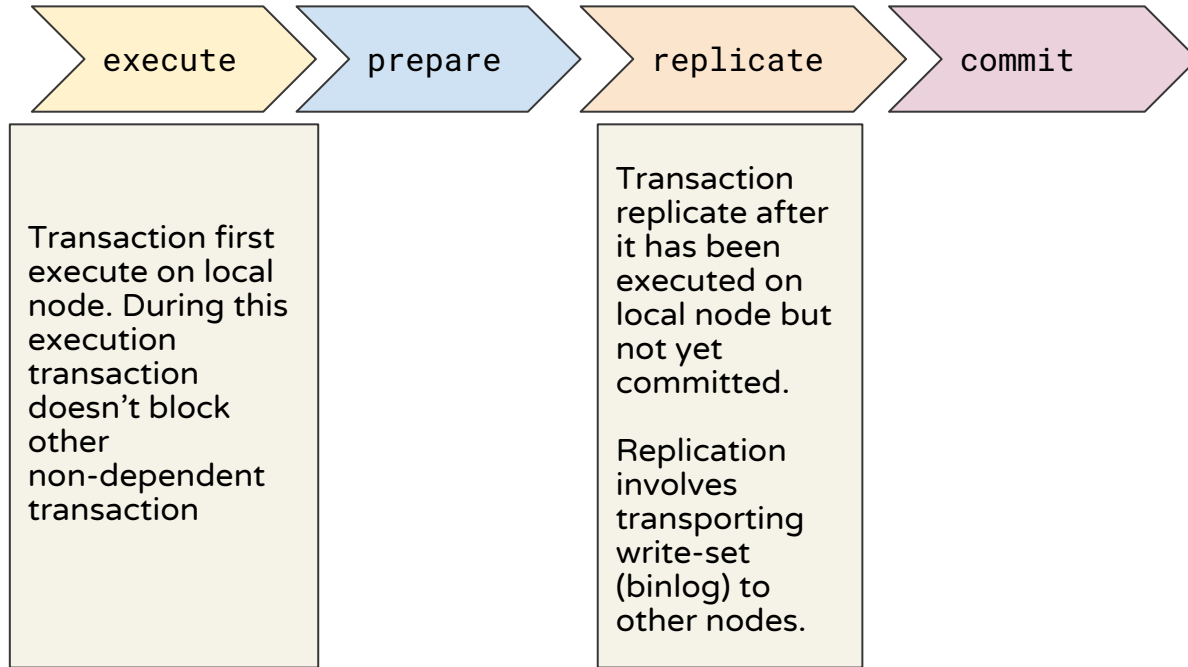 execute
prepare
replicate
commit
Transaction first
execute on local
node. During this
execution
transaction
doesn't block
other
non-dependent
transaction
Transaction
replicate after
it has been
executed on
local node but
not yet
committed.
Replication
involves
transporting
write-set
(binlog) to
other nodes.